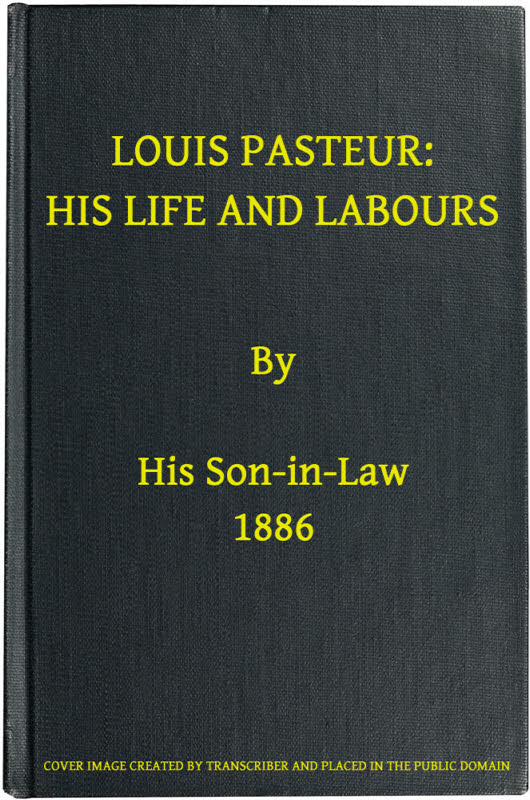 LOUIS PASTEUR:
HIS LIFE AND LABOURS
By
His Son-in-Law
1886
COVER IMAGE CREATED BY TRANSCRIBER AND PLACED IN THE PUBLIC DOMAIN